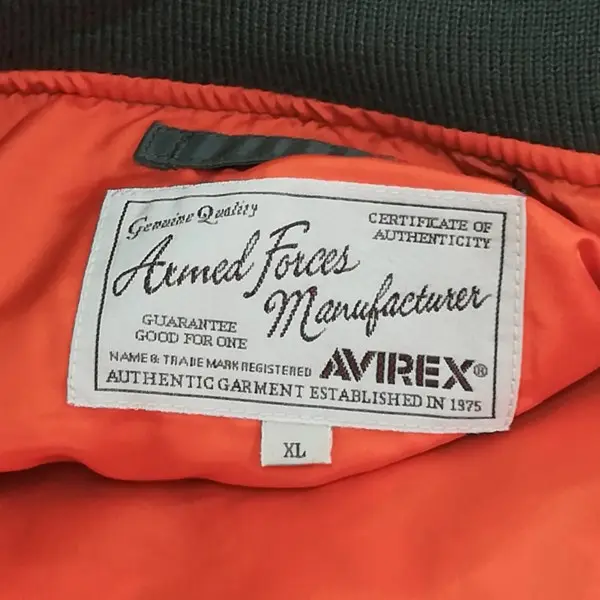 Genuine Quality
CERTIFICATE OF
AUTHENTICITY
Armed Forces
Manufacturer
GUARANTEE
GOOD FOR ONE
NAME & TRADE MARK REGISTERED
AVIREX®
AUTHENTIC GARMENT ESTABLISHED IN 1975
XL